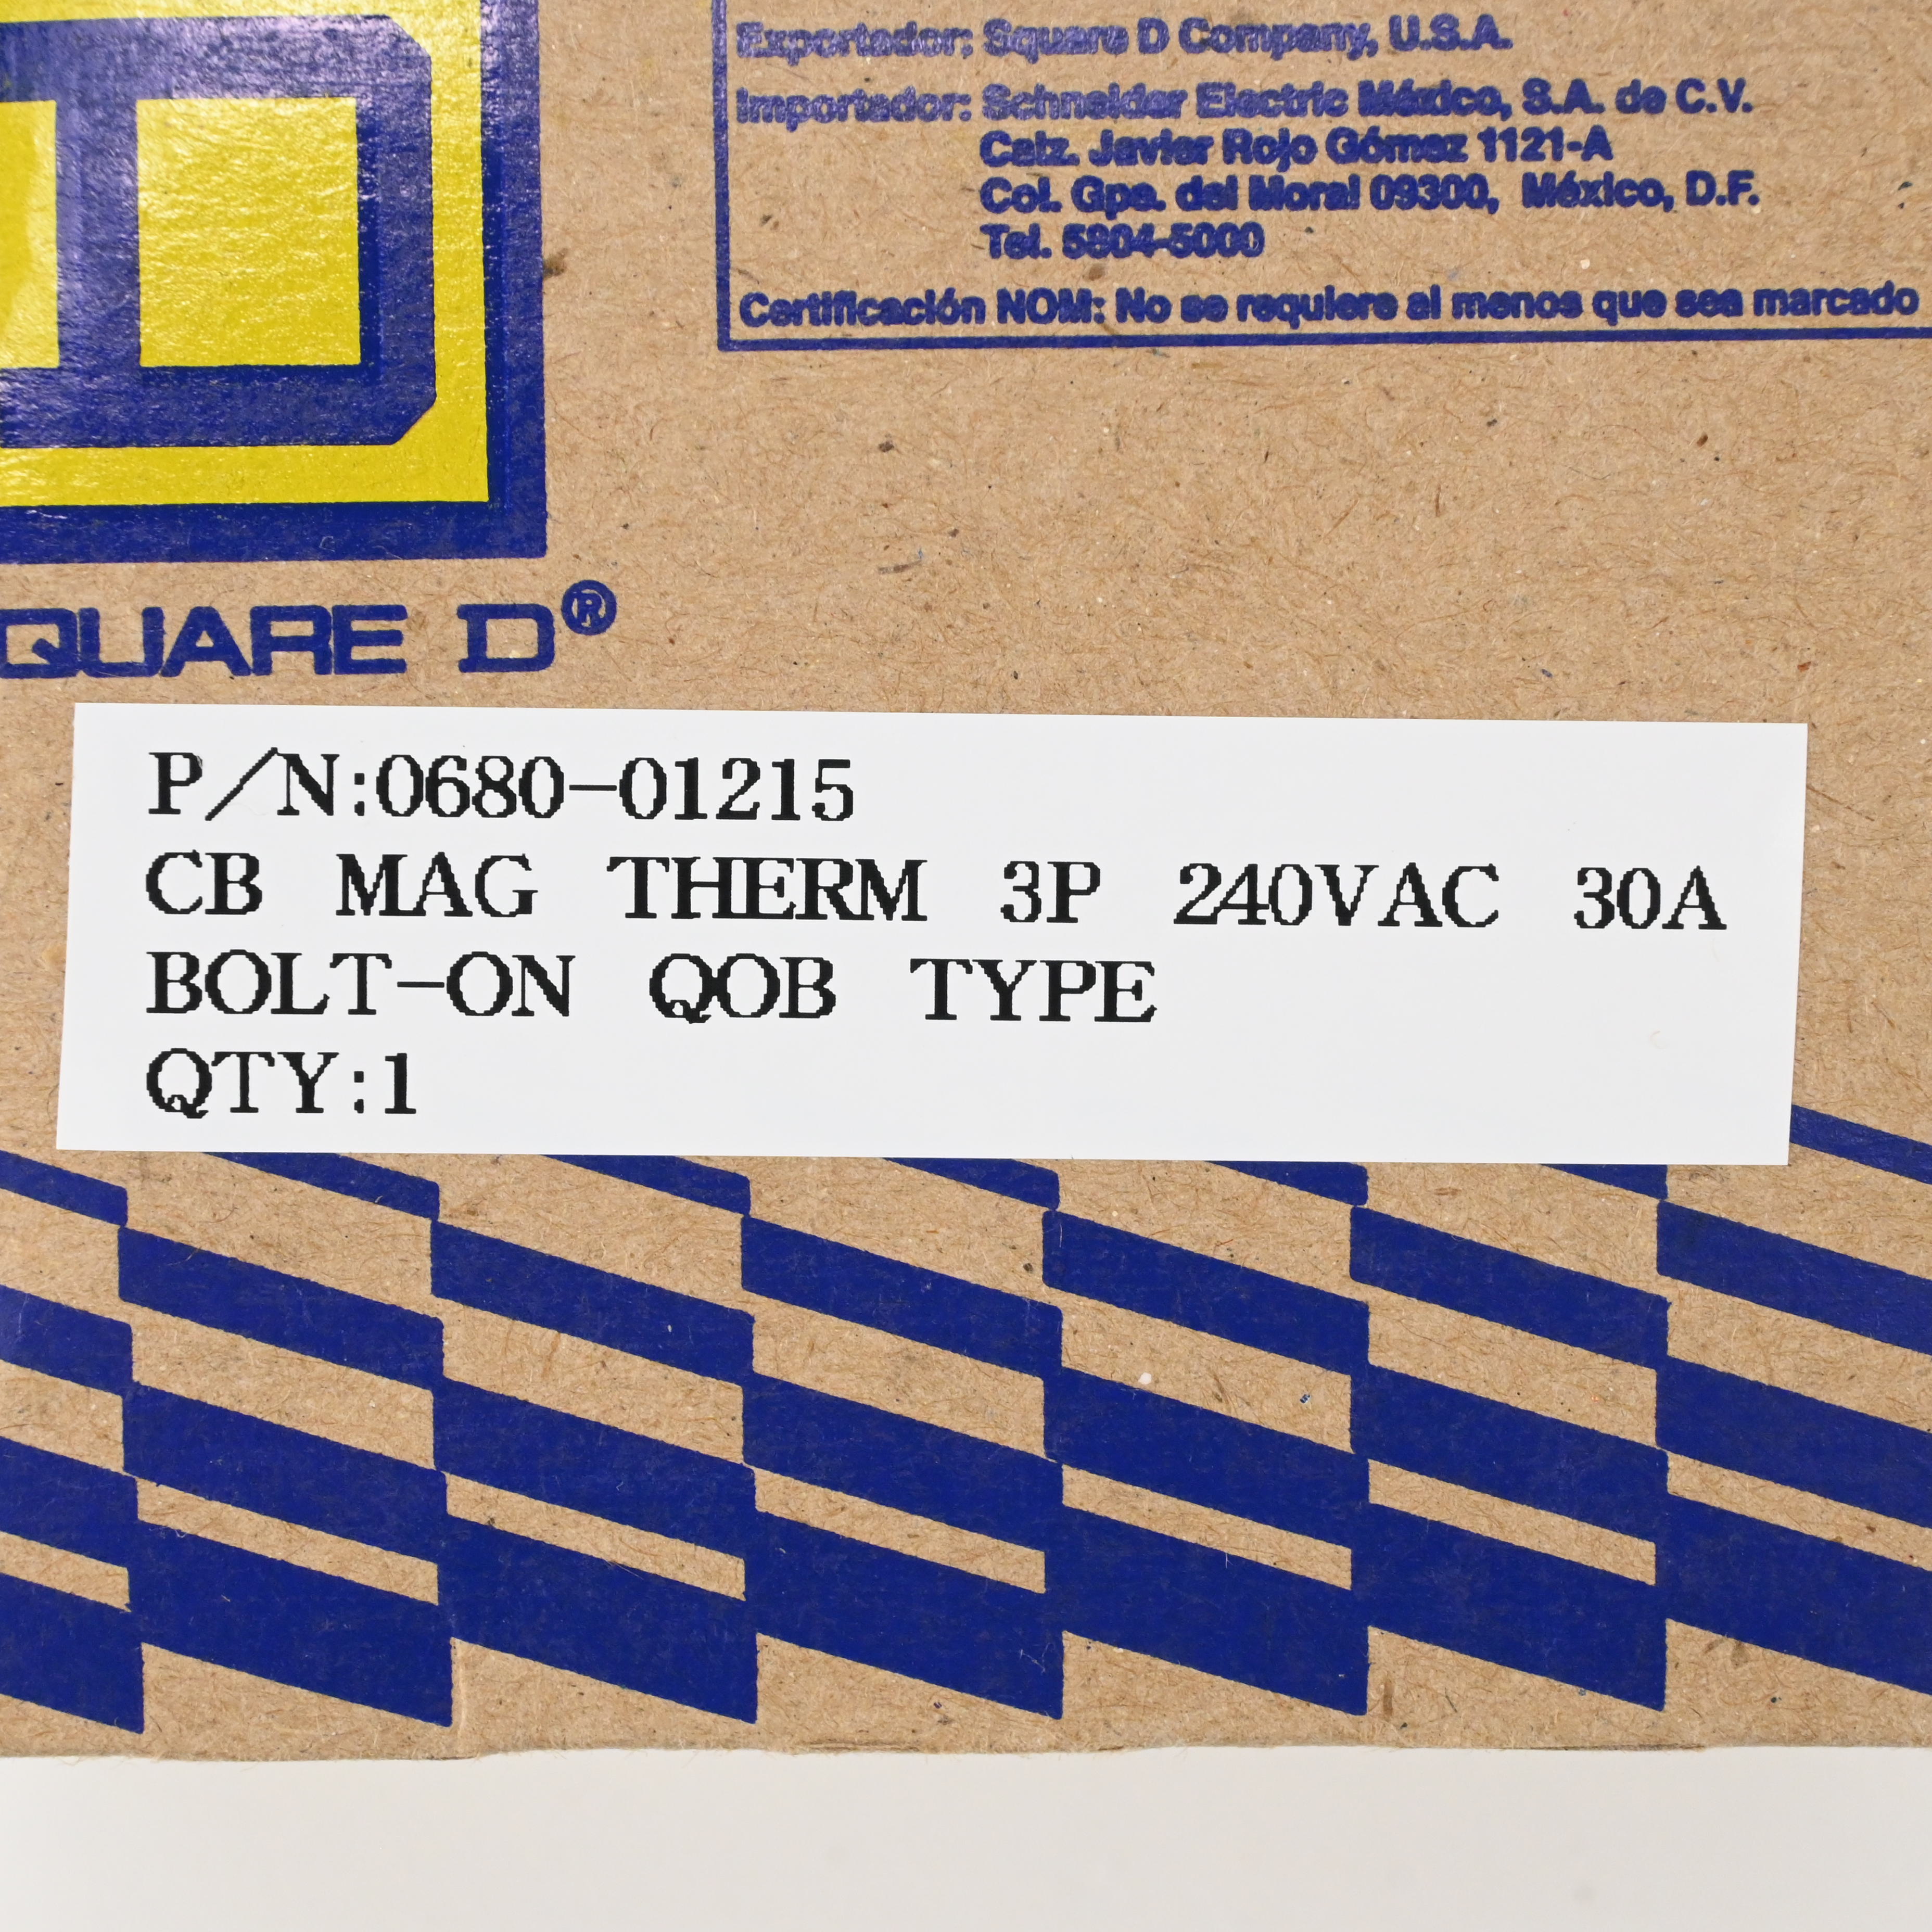 Exportador: Square D Company, U.S.A.
Importador: Schneider Electric México, S.A. de C.V.
Calz. Javier Rojo Gómez 1121-A
Col. Gpe. del Moral 09300, México, D.F.
Tel. 5804-5000
Certificación NOM: No se requiere al menos que sea marcado
QUARE D®
P/N:0680-01215
CB MAG THERM 3P 240VAC 30A
BOLT-ON QOB TYPE
QTY:1